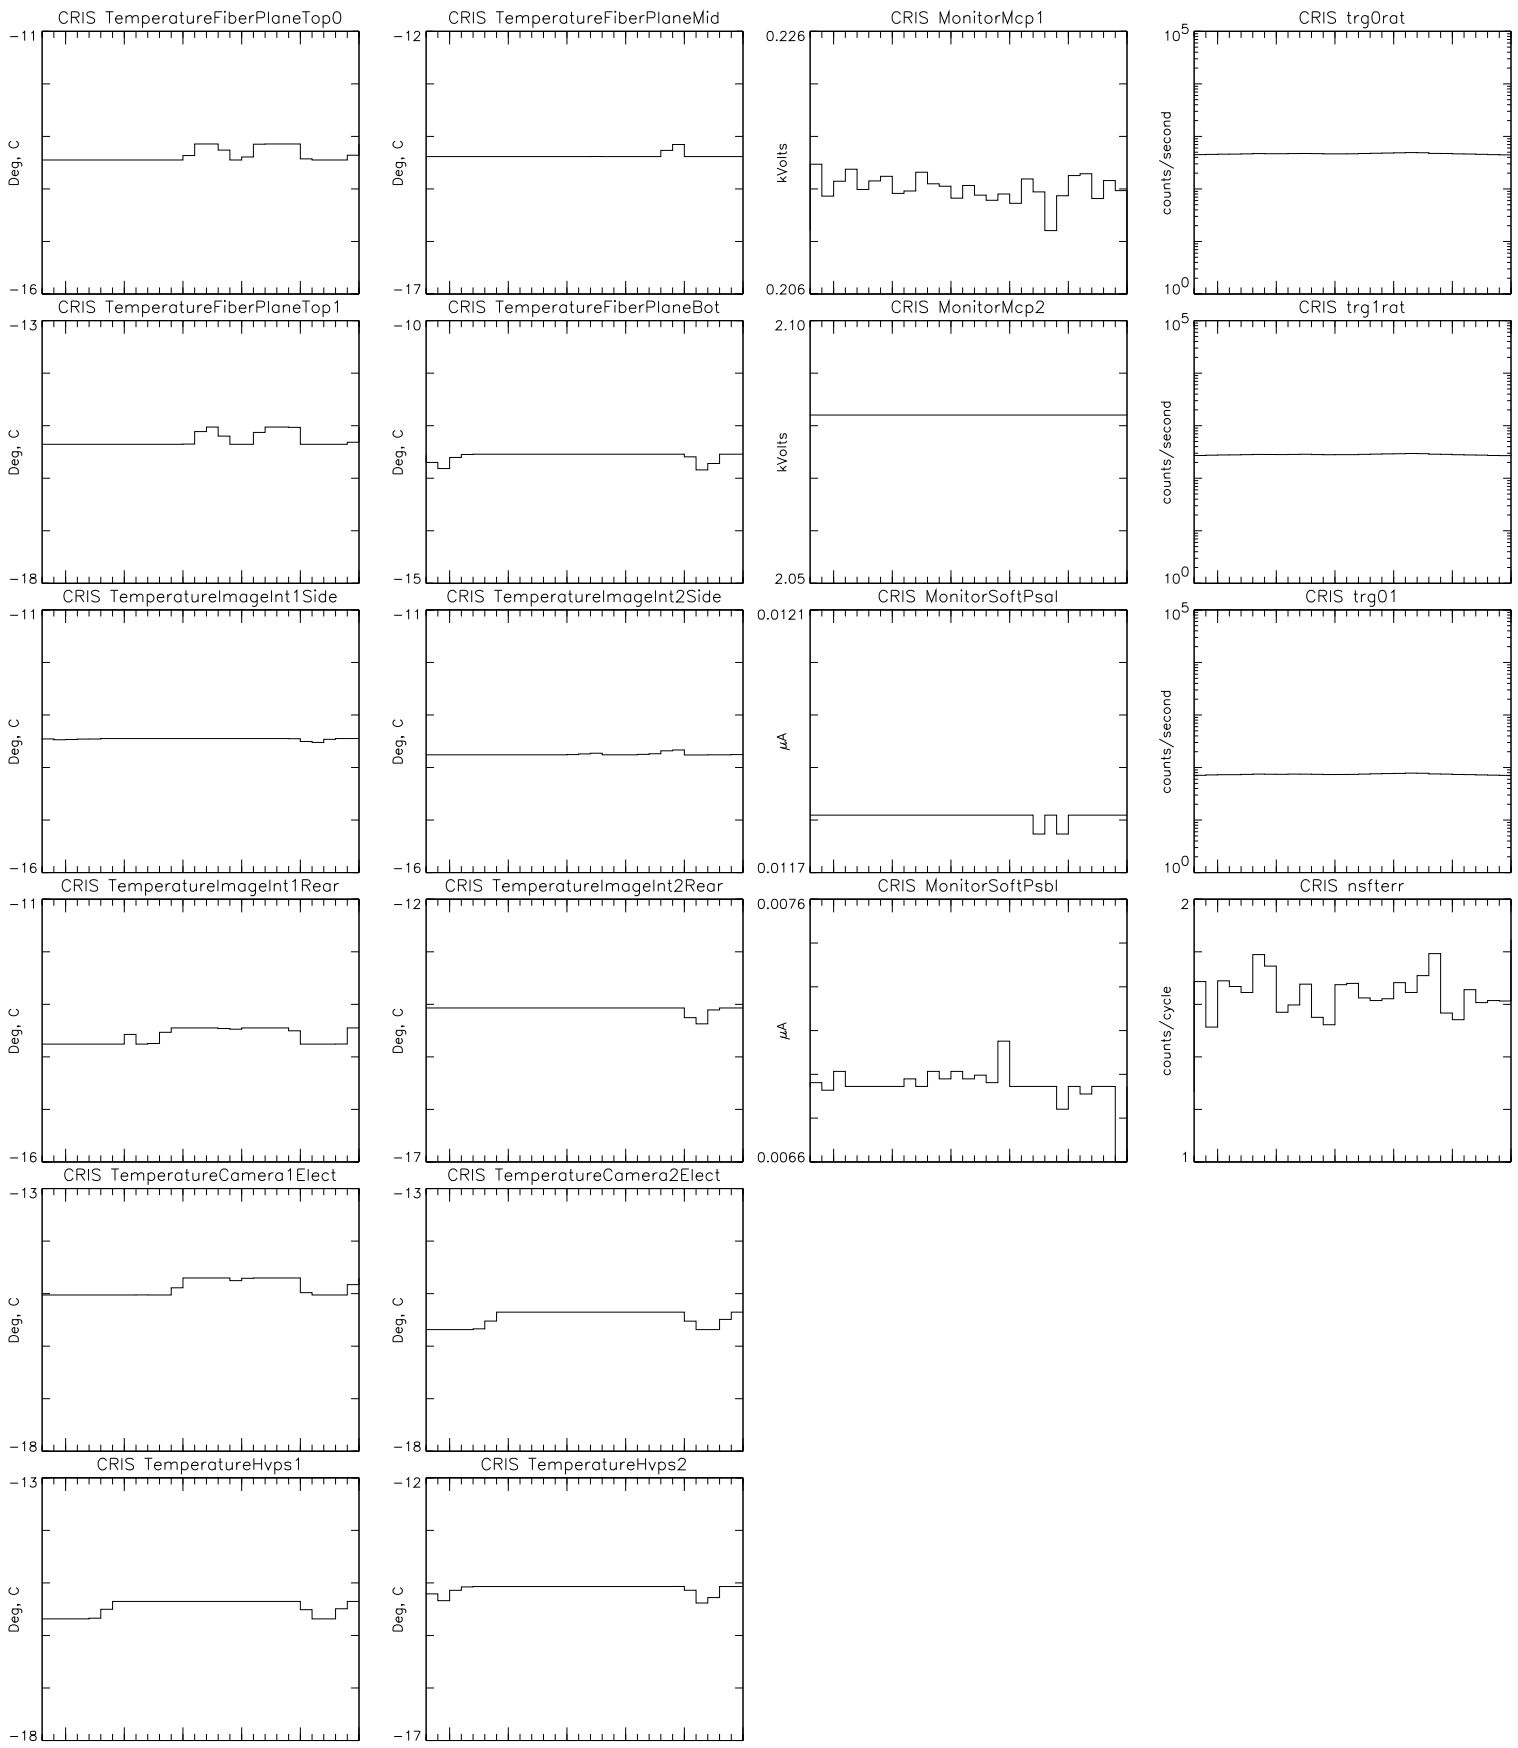 CRIS TemperatureFiberPlaneTop0
-11
Deg, C
-16
CRIS TemperatureFiberPlaneMid
-12
Deg, C
-17
CRIS MonitorMcp1
0.226
kVolts
0.206
CRIS trg0rat
10^5
counts/second
10^0
CRIS TemperatureFiberPlaneTop1
-13
Deg, C
-18
CRIS TemperatureFiberPlaneBot
-10
Deg, C
-15
CRIS MonitorMcp2
2.10
kVolts
2.05
CRIS trg1rat
10^5
counts/second
10^0
CRIS TemperatureImageInt1Side
-11
Deg, C
-16
CRIS TemperatureImageInt2Side
-11
Deg, C
-16
CRIS MonitorSoftPsaI
0.0121
μA
0.0117
CRIS trg01
10^5
counts/second
10^0
CRIS TemperatureImageInt1Rear
-11
Deg, C
-16
CRIS TemperatureImageInt2Rear
-12
Deg, C
-17
CRIS MonitorSoftPsbI
0.0076
μA
0.0066
CRIS nsfterr
2
counts/cycle
1
CRIS TemperatureCamera1Elect
-13
Deg, C
-18
CRIS TemperatureCamera2Elect
-13
Deg, C
-18
CRIS TemperatureHvps1
-13
Deg, C
-18
CRIS TemperatureHvps2
-12
Deg, C
-17